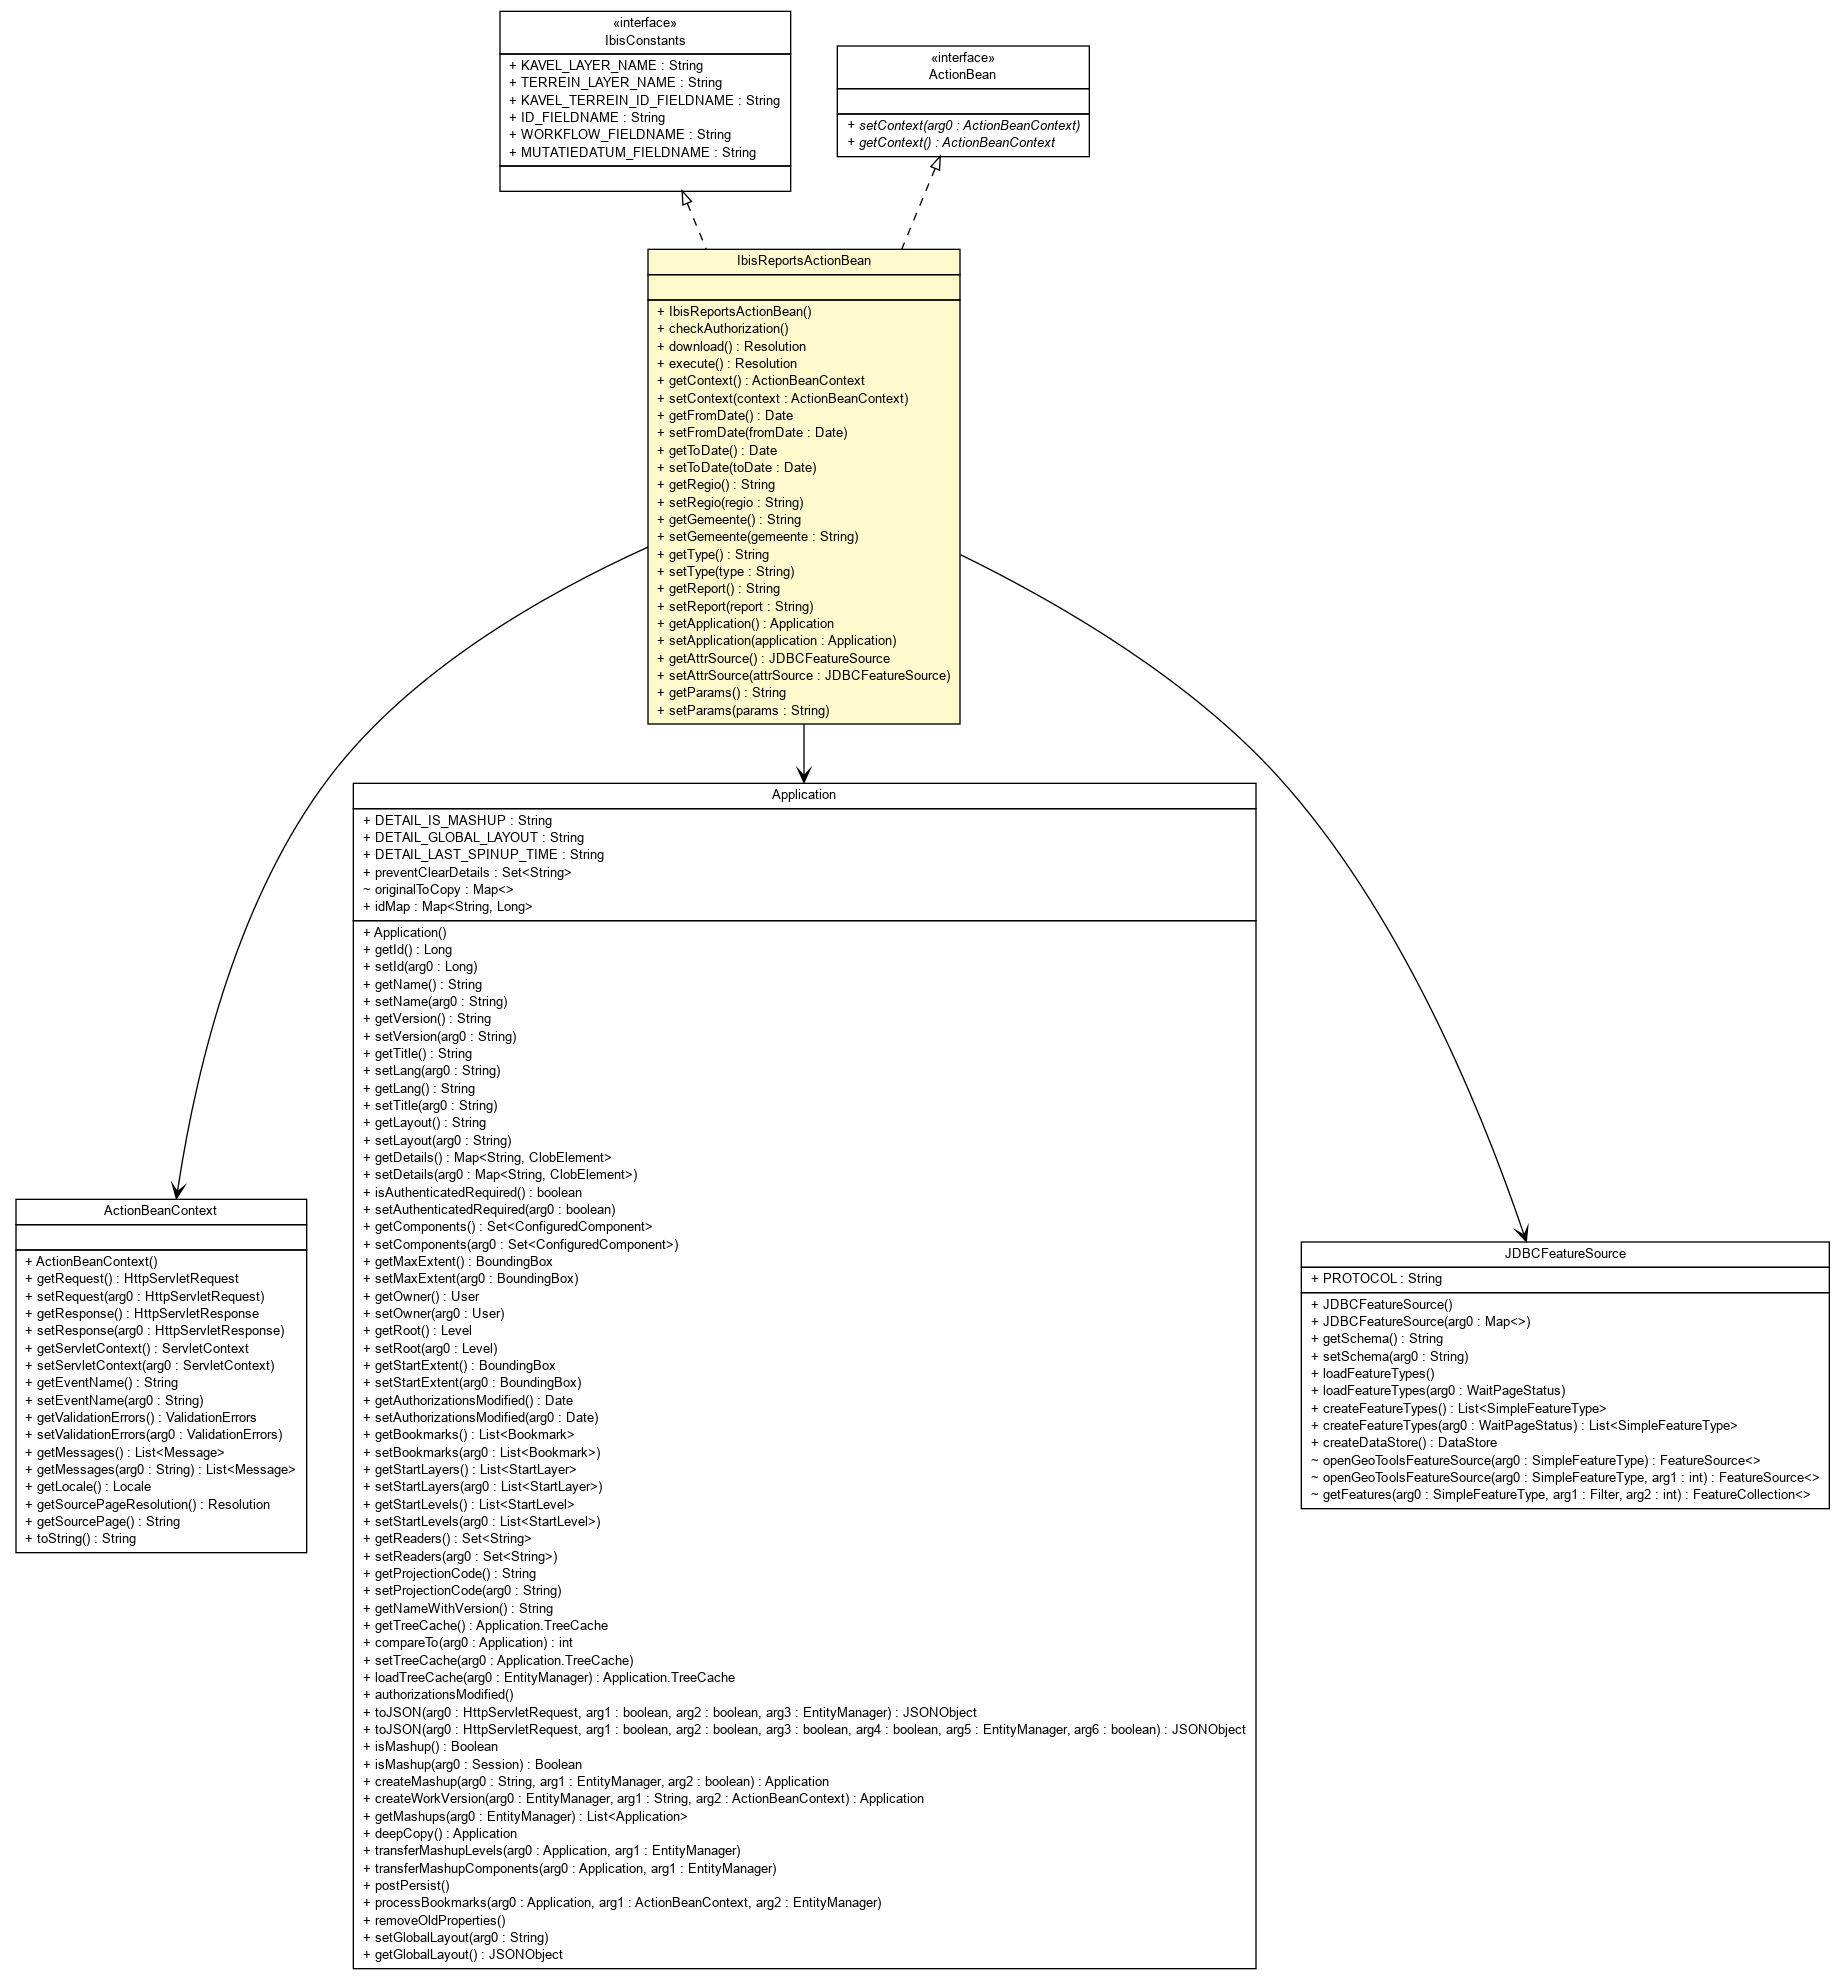 «interface»
IbisConstants
+ KAVEL_LAYER_NAME : String
+ TERREIN_LAYER_NAME : String
+ KAVEL_TERREIN_ID_FIELDNAME : String
+ ID_FIELDNAME : String
+ WORKFLOW_FIELDNAME : String
+ MUTATIEDATUM_FIELDNAME : String
«interface»
ActionBean
+ setContext(arg0 : ActionBeanContext)
+ getContext() : ActionBeanContext
IbisReportsActionBean
+ IbisReportsActionBean()
+ checkAuthorization()
+ download() : Resolution
+ execute() : Resolution
+ getContext() : ActionBeanContext
+ setContext(context : ActionBeanContext)
+ getFromDate() : Date
+ setFromDate(fromDate : Date)
+ getToDate() : Date
+ setToDate(toDate : Date)
+ getRegio() : String
+ setRegio(regio : String)
+ getGemeente() : String
+ setGemeente(gemeente : String)
+ getType() : String
+ setType(type : String)
+ getReport() : String
+ setReport(report : String)
+ getApplication() : Application
+ setApplication(application : Application)
+ getAttrSource() : JDBCFeatureSource
+ setAttrSource(attrSource : JDBCFeatureSource)
+ getParams() : String
+ setParams(params : String)
Application
+ DETAIL_IS_MASHUP : String
+ DETAIL_GLOBAL_LAYOUT : String
+ DETAIL_LAST_SPINUP_TIME : String
+ preventClearDetails : Set<String>
~ originalToCopy : Map<>
+ idMap : Map<String, Long>
+ Application()
+ getId() : Long
+ setId(arg0 : Long)
+ getName() : String
+ setName(arg0 : String)
+ getVersion() : String
+ setVersion(arg0 : String)
+ getTitle() : String
+ setLang(arg0 : String)
+ getLang() : String
+ setTitle(arg0 : String)
+ getLayout() : String
+ setLayout(arg0 : String)
+ getDetails() : Map<String, ClobElement>
+ setDetails(arg0 : Map<String, ClobElement>)
+ isAuthenticatedRequired() : boolean
+ setAuthenticatedRequired(arg0 : boolean)
+ getComponents() : Set<ConfiguredComponent>
+ setComponents(arg0 : Set<ConfiguredComponent>)
+ getMaxExtent() : BoundingBox
+ setMaxExtent(arg0 : BoundingBox)
+ getOwner() : User
+ setOwner(arg0 : User)
+ getRoot() : Level
+ setRoot(arg0 : Level)
+ getStartExtent() : BoundingBox
+ setStartExtent(arg0 : BoundingBox)
+ getAuthorizationsModified() : Date
+ setAuthorizationsModified(arg0 : Date)
+ getBookmarks() : List<Bookmark>
+ setBookmarks(arg0 : List<Bookmark>)
+ getStartLayers() : List<StartLayer>
+ setStartLayers(arg0 : List<StartLayer>)
+ getStartLevels() : List<StartLevel>
+ setStartLevels(arg0 : List<StartLevel>)
+ getReaders() : Set<String>
+ setReaders(arg0 : Set<String>)
+ getProjectionCode() : String
+ setProjectionCode(arg0 : String)
+ getNameWithVersion() : String
+ getTreeCache() : Application.TreeCache
+ compareTo(arg0 : Application) : int
+ setTreeCache(arg0 : Application.TreeCache)
+ loadTreeCache(arg0 : EntityManager) : Application.TreeCache
+ authorizationsModified()
+ toJSON(arg0 : HttpServletRequest, arg1 : boolean, arg2 : boolean, arg3 : EntityManager) : JSONObject
+ toJSON(arg0 : HttpServletRequest, arg1 : boolean, arg2 : boolean, arg3 : boolean, arg4 : boolean, arg5 : EntityManager, arg6 : boolean) : JSONObject
+ isMashup() : Boolean
+ isMashup(arg0 : Session) : Boolean
+ createMashup(arg0 : String, arg1 : EntityManager, arg2 : boolean) : Application
+ createWorkVersion(arg0 : EntityManager, arg1 : String, arg2 : ActionBeanContext) : Application
+ getMashups(arg0 : EntityManager) : List<Application>
+ deepCopy() : Application
+ transferMashupLevels(arg0 : Application, arg1 : EntityManager)
+ transferMashupComponents(arg0 : Application, arg1 : EntityManager)
+ postPersist()
+ processBookmarks(arg0 : Application, arg1 : ActionBeanContext, arg2 : EntityManager)
+ removeOldProperties()
+ setGlobalLayout(arg0 : String)
+ getGlobalLayout() : JSONObject
ActionBeanContext
+ ActionBeanContext()
+ getRequest() : HttpServletRequest
+ setRequest(arg0 : HttpServletRequest)
+ getResponse() : HttpServletResponse
+ setResponse(arg0 : HttpServletResponse)
+ getServletContext() : ServletContext
+ setServletContext(arg0 : ServletContext)
+ getEventName() : String
+ setEventName(arg0 : String)
+ getValidationErrors() : ValidationErrors
+ setValidationErrors(arg0 : ValidationErrors)
+ getMessages() : List<Message>
+ getMessages(arg0 : String) : List<Message>
+ getLocale() : Locale
+ getSourcePageResolution() : Resolution
+ getSourcePage() : String
+ toString() : String
JDBCFeatureSource
+ PROTOCOL : String
+ JDBCFeatureSource()
+ JDBCFeatureSource(arg0 : Map<>)
+ getSchema() : String
+ setSchema(arg0 : String)
+ loadFeatureTypes()
+ loadFeatureTypes(arg0 : WaitPageStatus)
+ createFeatureTypes() : List<SimpleFeatureType>
+ createFeatureTypes(arg0 : WaitPageStatus) : List<SimpleFeatureType>
+ createDataStore() : DataStore
~ openGeoToolsFeatureSource(arg0 : SimpleFeatureType) : FeatureSource<>
~ openGeoToolsFeatureSource(arg0 : SimpleFeatureType, arg1 : int) : FeatureSource<>
~ getFeatures(arg0 : SimpleFeatureType, arg1 : Filter, arg2 : int) : FeatureCollection<>